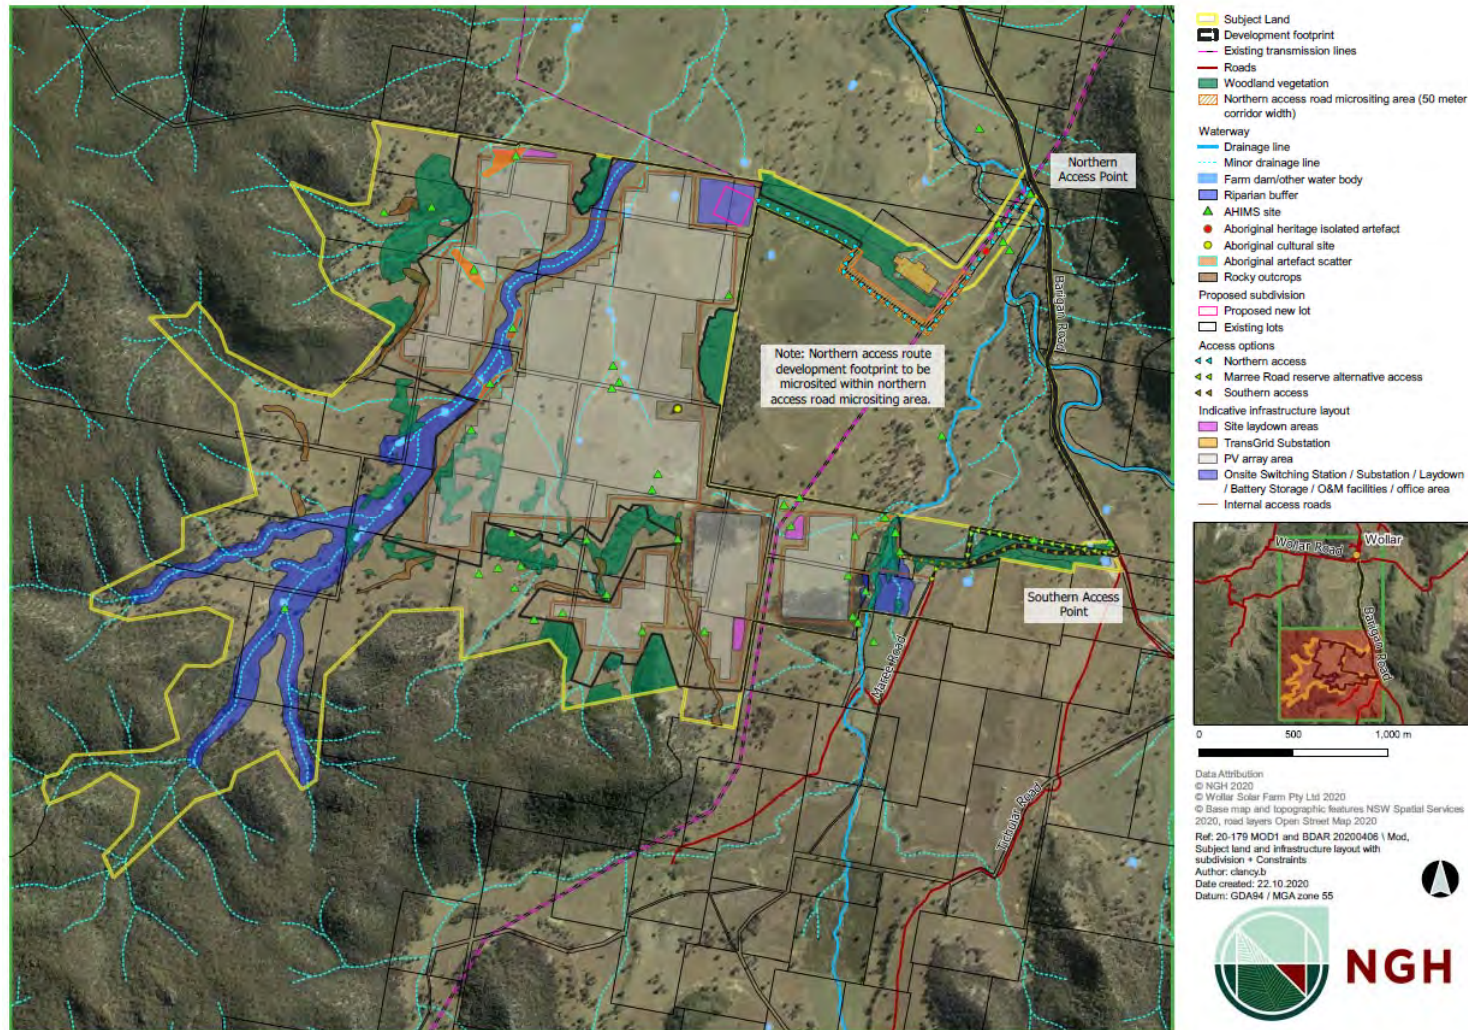 Northern
Access Point
Barigan Road
Note: Northern access route
development footprint to be
microsited within northern
access road micrositing area.
Southern Access
Point
Maree Road
Tichular Road
Subject Land
Development footprint
Existing transmission lines
Roads
Woodland vegetation
Northern access road micrositing area (50 meter
corridor width)
Waterway
Drainage line
Minor drainage line
Farm dam/other water body
Riparian buffer
AHIMS site
Aboriginal heritage isolated artefact
Aboriginal cultural site
Aboriginal artefact scatter
Rocky outcrops
Proposed subdivision
Proposed new lot
Existing lots
Access options
Northern access
Marree Road reserve alternative access
Southern access
Indicative infrastructure layout
Site laydown areas
TransGrid Substation
PV array area
Onsite Switching Station / Substation / Laydown
/ Battery Storage / O&M facilities / office area
Internal access roads
Wollar Road
Wollar
Barigan Road
0 500 1,000 m
Data Attribution
© NGH 2020
© Wollar Solar Farm Pty Ltd 2020
© Base map and topographic features NSW Spatial Services
2020, road layers Open Street Map 2020
Ref: 20-179 MOD1 and BDAR 20200406 \ Mod,
Subject land and infrastructure layout with
subdivision + Constraints
Author: clancy.b
Date created: 22.10.2020
Datum: GDA94 / MGA zone 55
NGH